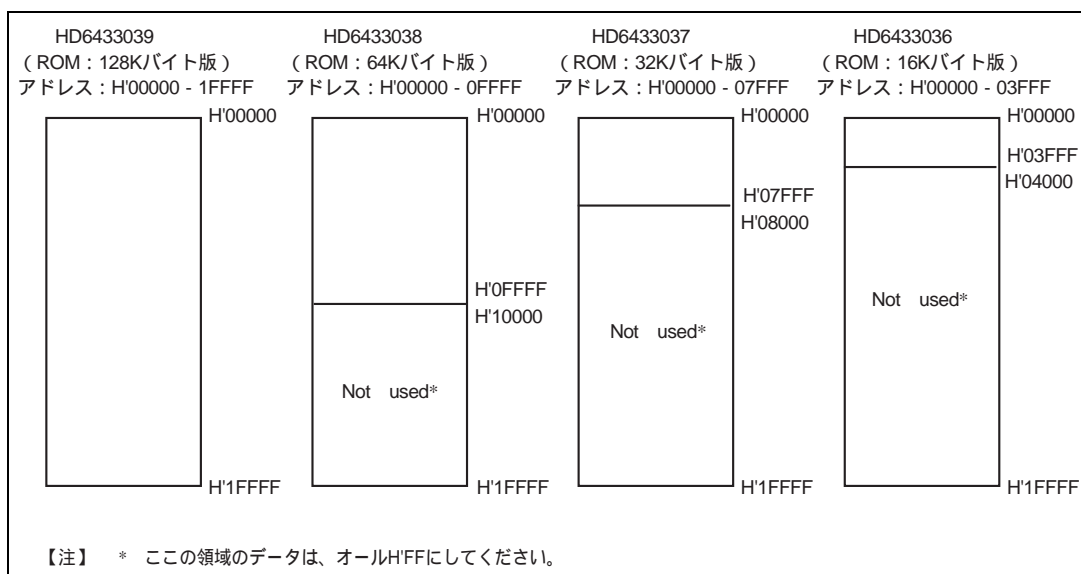 HD6433039
（ROM：128Kバイト版）
アドレス：H'00000 - 1FFFF
H'00000
H'1FFFF
HD6433038
（ROM：64Kバイト版）
アドレス：H'00000 - 0FFFF
H'00000
H'0FFFF
H'10000
Not used*
H'1FFFF
HD6433037
（ROM：32Kバイト版）
アドレス：H'00000 - 07FFF
H'00000
H'07FFF
H'08000
Not used*
H'1FFFF
HD6433036
（ROM：16Kバイト版）
アドレス：H'00000 - 03FFF
H'00000
H'03FFF
H'04000
Not used*
H'1FFFF
【注】 * ここの領域のデータは、オールH'FFにしてください。